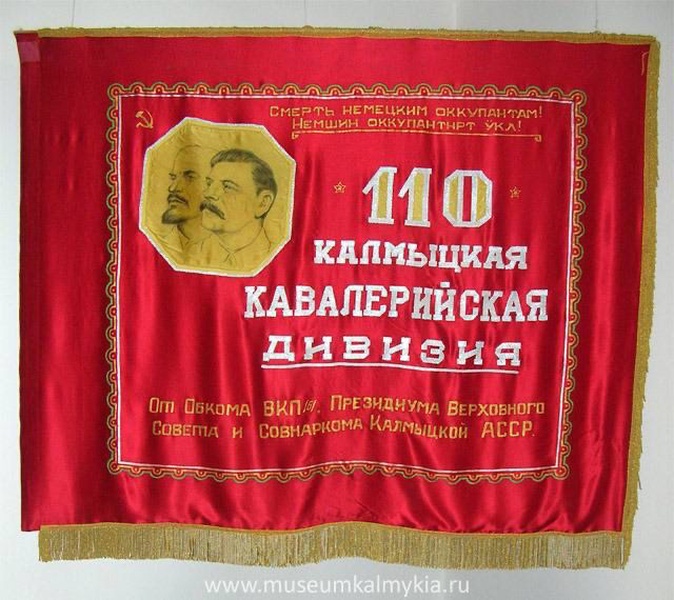 Смерть немецким оккупантам!
Немшин оккупантнрт ӱкл!
110
КАЛМЫЦКАЯ
КАВАЛЕРИЙСКАЯ
ДИВИЗИЯ
От Обкома ВКП/б/, Президиума Верховного
Совета и Совнаркома Калмыцкой АССР.
www.museumkalmykia.ru